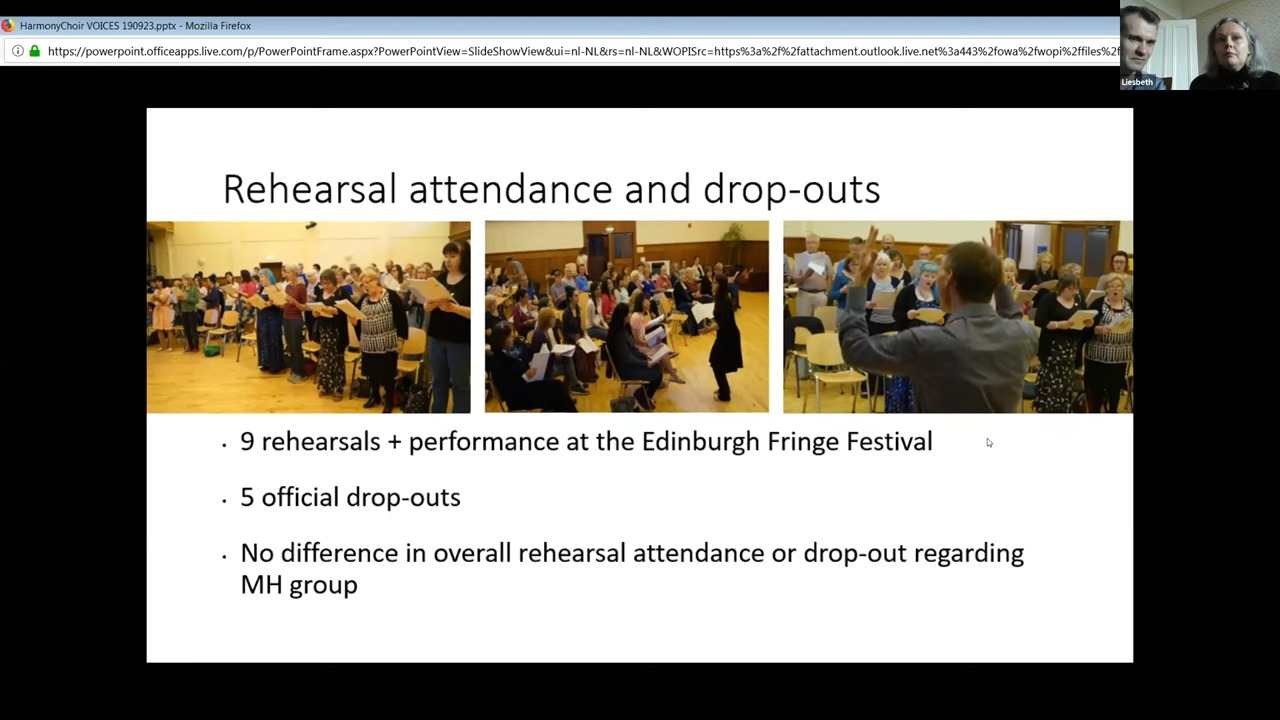 HarmonyChoir VOICES 190923.pptx - Mozilla Firefox
https://powerpoint.officeapps.live.com/p/PowerPointFrame.aspx?PowerPointView=SlideShowView&ui=nl-NL&rs=nl-NL&WOPISrc=http%3a%2f%2fattachment.outlook.live.net%3a443%2fowa%2fwopi%2ffiles%2f
Liesbeth
Rehearsal attendance and drop-outs
• 9 rehearsals + performance at the Edinburgh Fringe Festival
• 5 official drop-outs
• No difference in overall rehearsal attendance or drop-out regarding
MH group